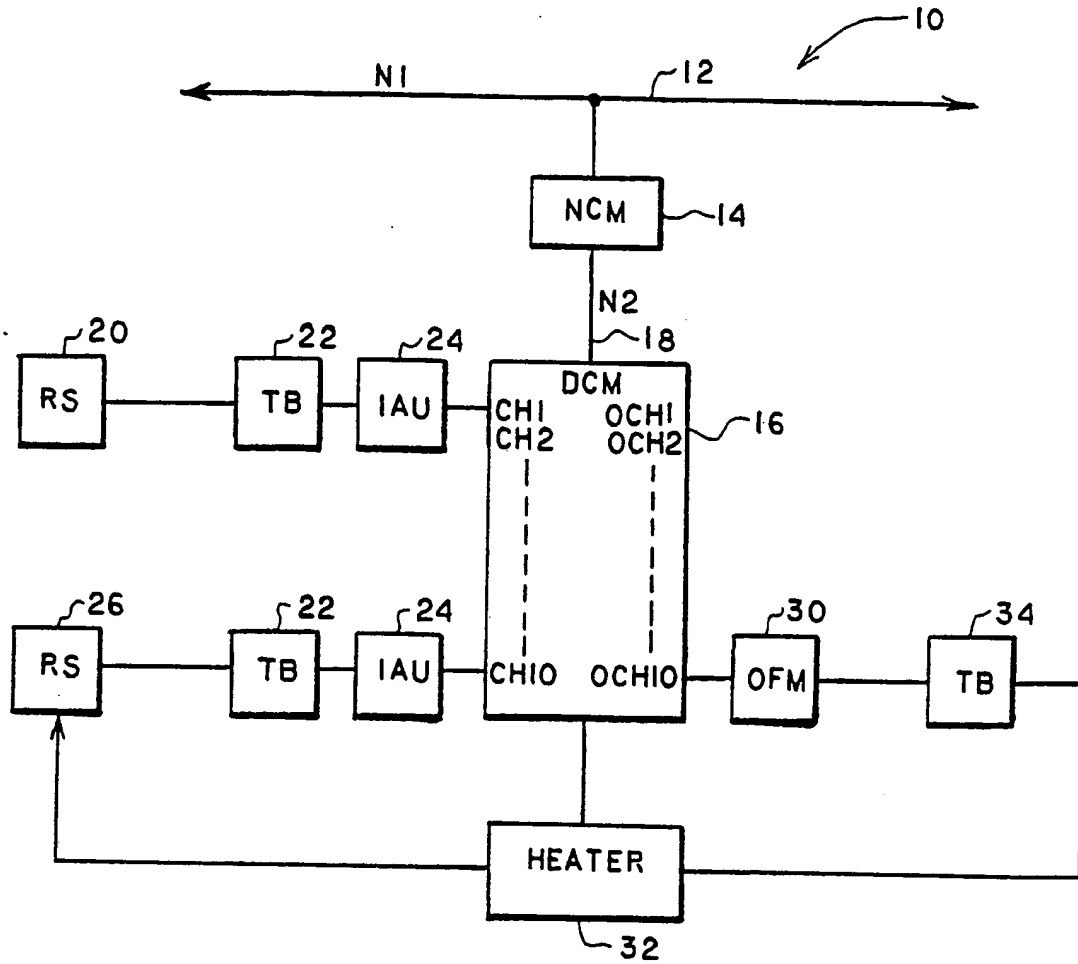 10
N1
12
NCM
14
N2
18
20
22
24
DCM
RS
TB
IAU
CH1
OCH1
16
CH2
OCH2
26
22
24
30
34
RS
TB
IAU
CH10
OCH10
OFM
TB
HEATER
32